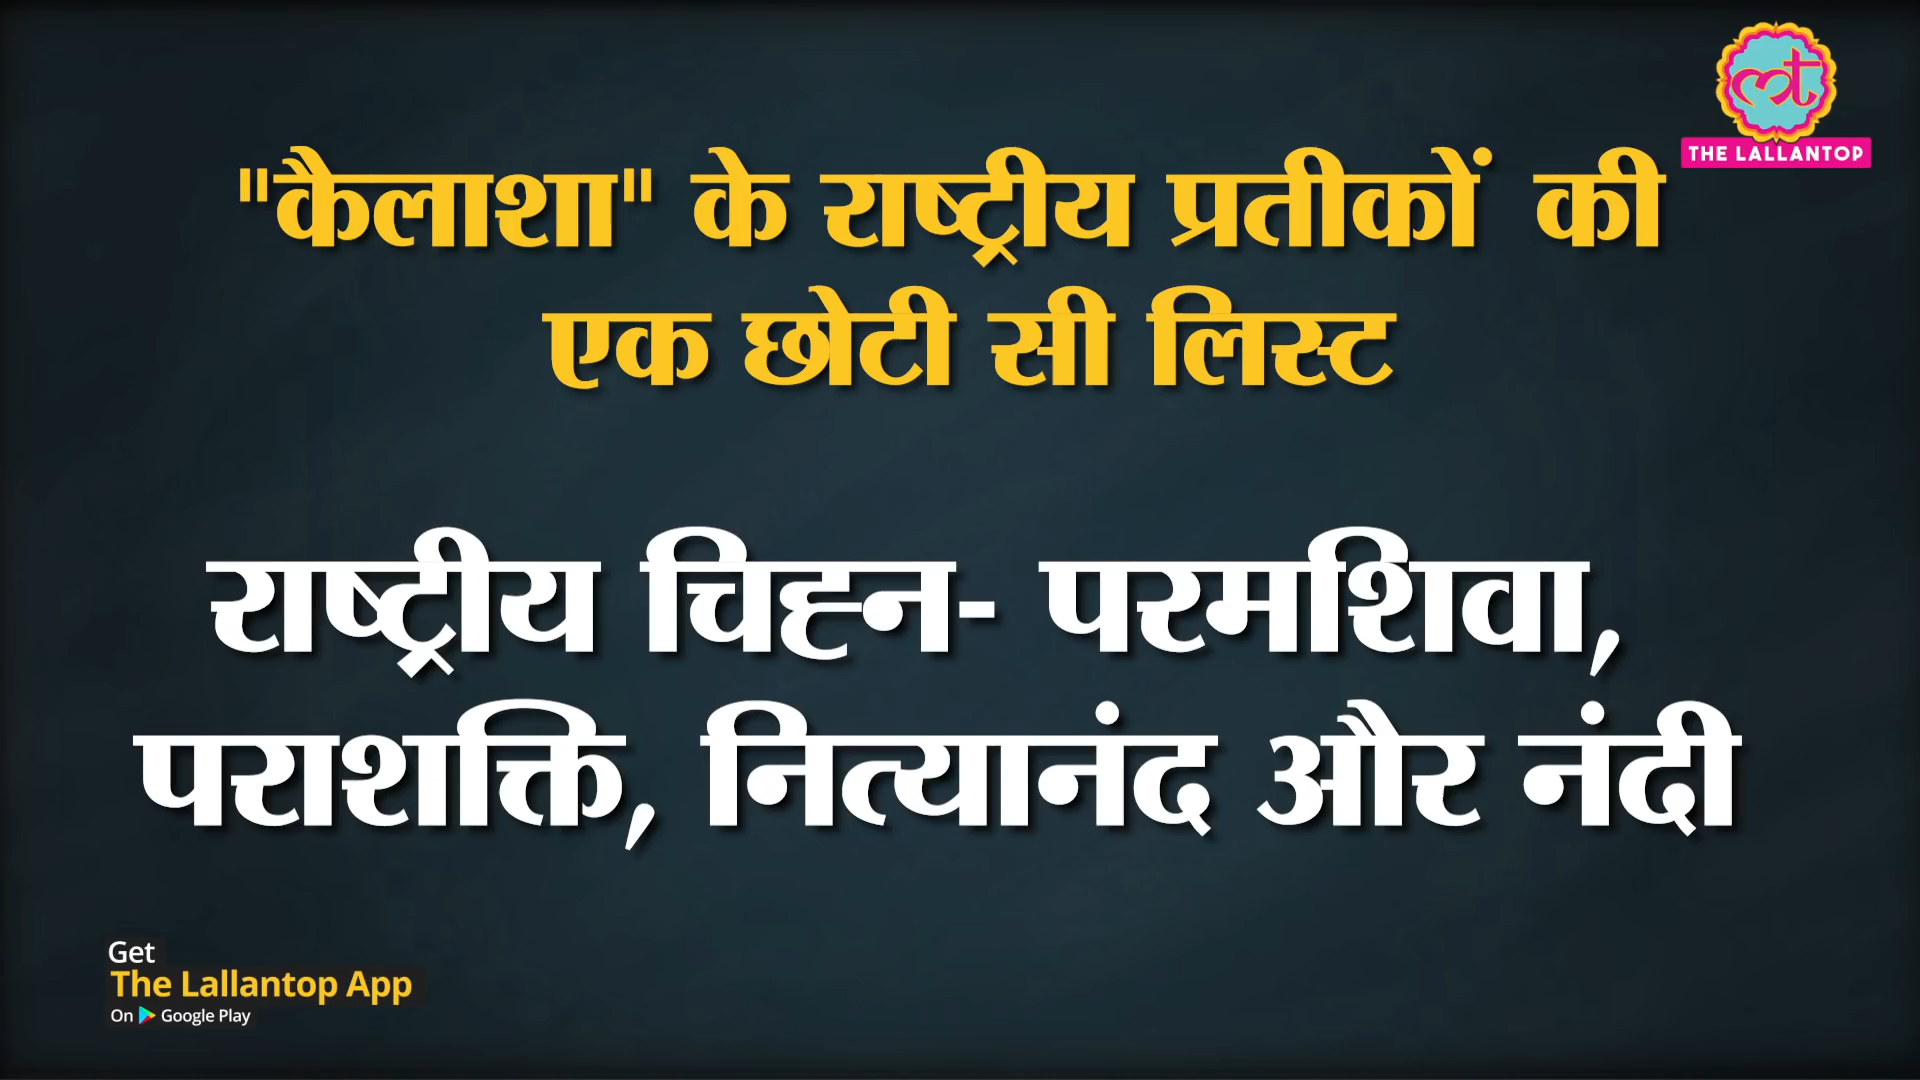 THE LALLANTOP
"कैलाशा" के राष्ट्रीय प्रतीकों की
एक छोटी सी लिस्ट
राष्ट्रीय चिह्न- परमशिवा,
पराशक्ति, नित्यानंद और नंदी
Get
The Lallantop App
On Google Play